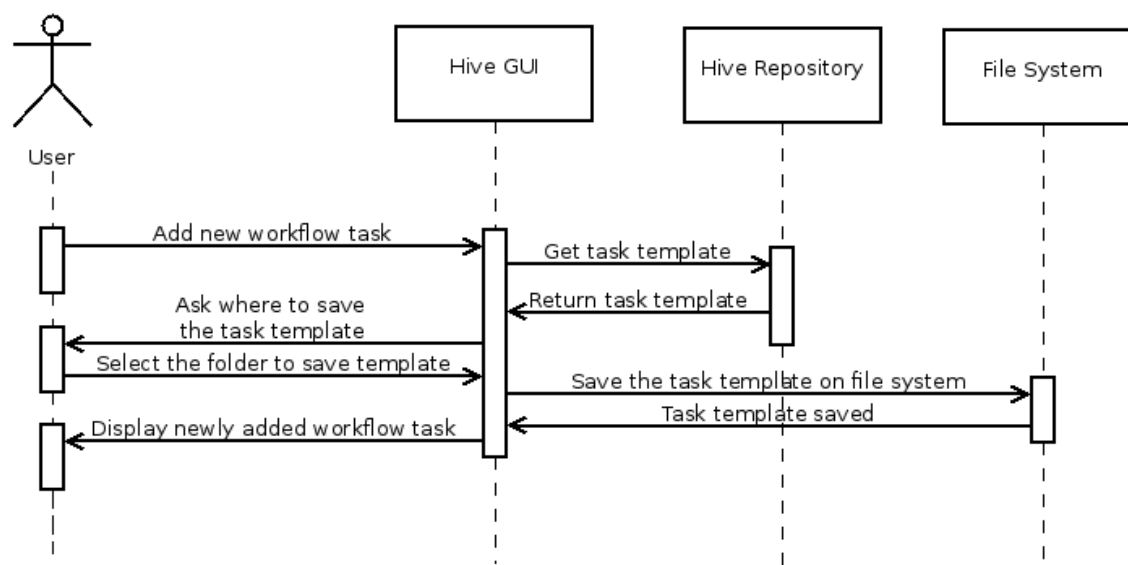 Hive GUI
Hive Repository
File System
User
Add new workflow task
Get task template
Return task template
Ask where to save
the task template
Select the folder to save template
Save the task template on file system
Task template saved
Display newly added workflow task